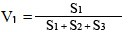 V₁ = S₁ / (S₁ + S₂ + S₃)